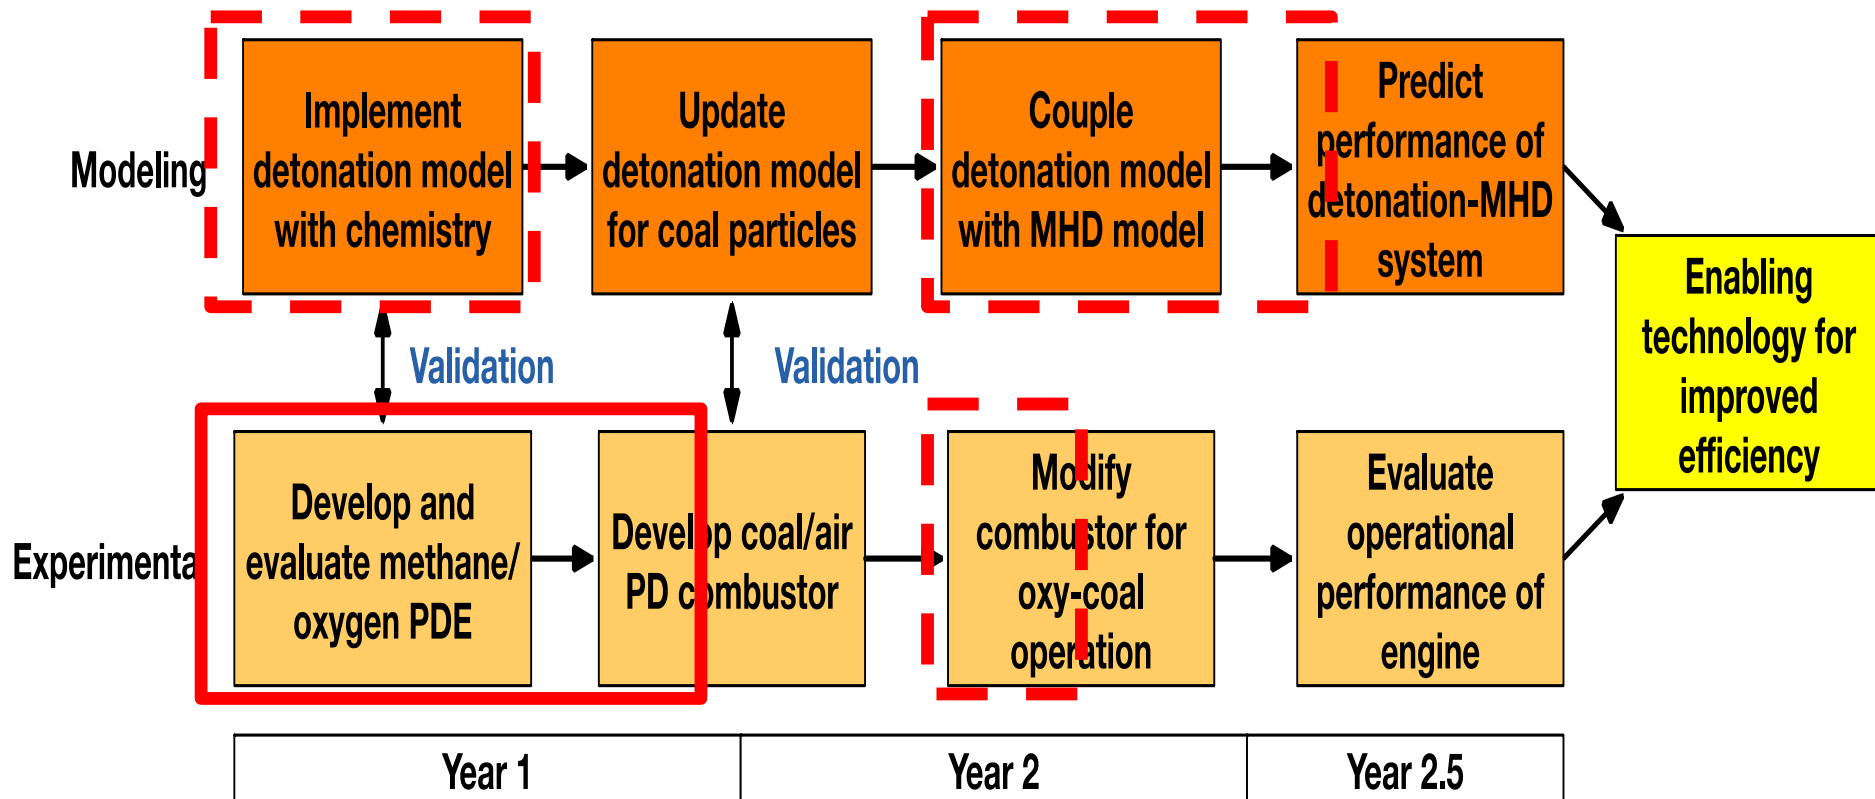 Modeling
Implement
detonation model
with chemistry
Update
detonation model
for coal particles
Couple
detonation model
with MHD model
Predict
performance of
detonation-MHD
system
Validation
Validation
Enabling
technology for
improved
efficiency
Experimenta
Develop and
evaluate methane/
oxygen PDE
Develop coal/air
PD combustor
Modify
combustor for
oxy-coal
operation
Evaluate
operational
performance of
engine
Year 1
Year 2
Year 2.5